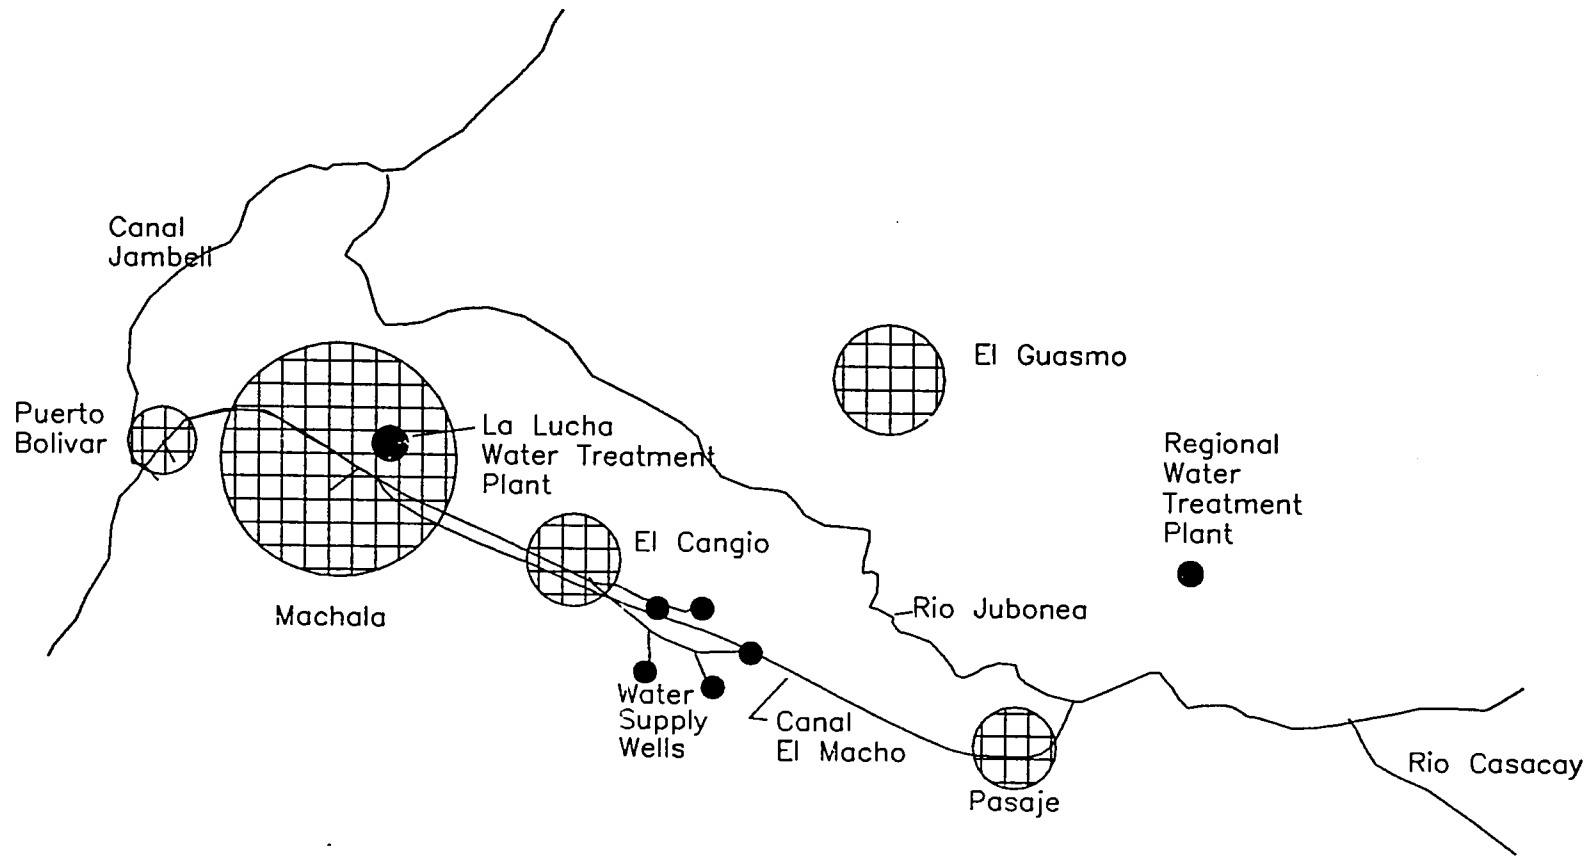 Canal
Jambell
Puerto
Bolivar
La Lucha
Water Treatment
Plant
El Guasmo
Regional
Water
Treatment
Plant
El Cangio
Machala
Rio Jubonea
Water
Supply
Wells
Canal
El Macho
Pasaje
Rio Casacay